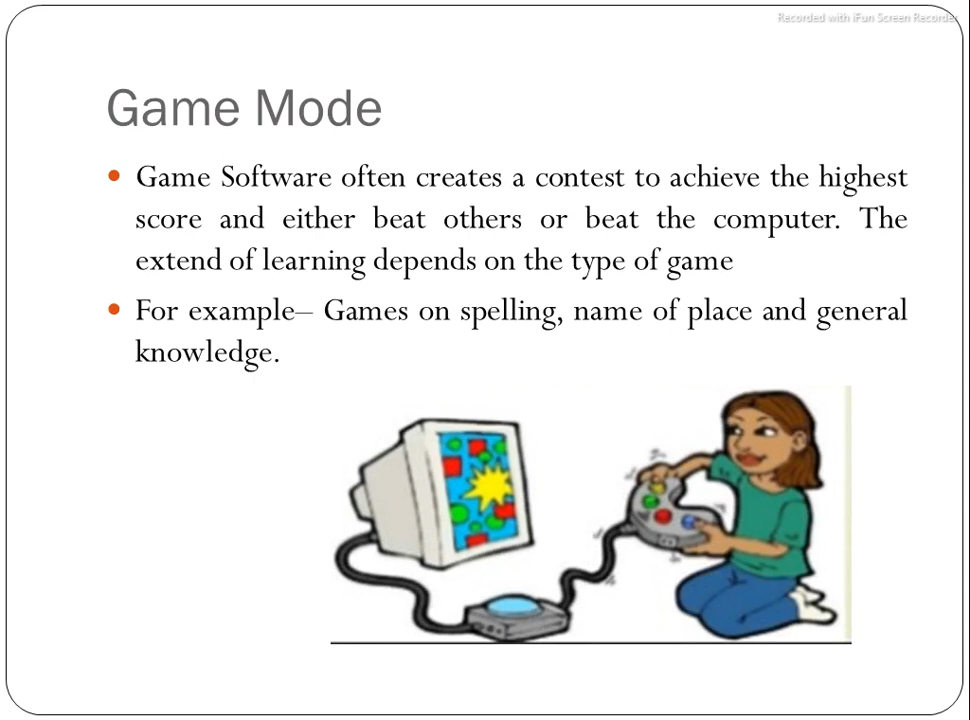 Recorded with iFun Screen Recorder
Game Mode
• Game Software often creates a contest to achieve the highest
score and either beat others or beat the computer. The
extend of learning depends on the type of game
• For example– Games on spelling, name of place and general
knowledge.